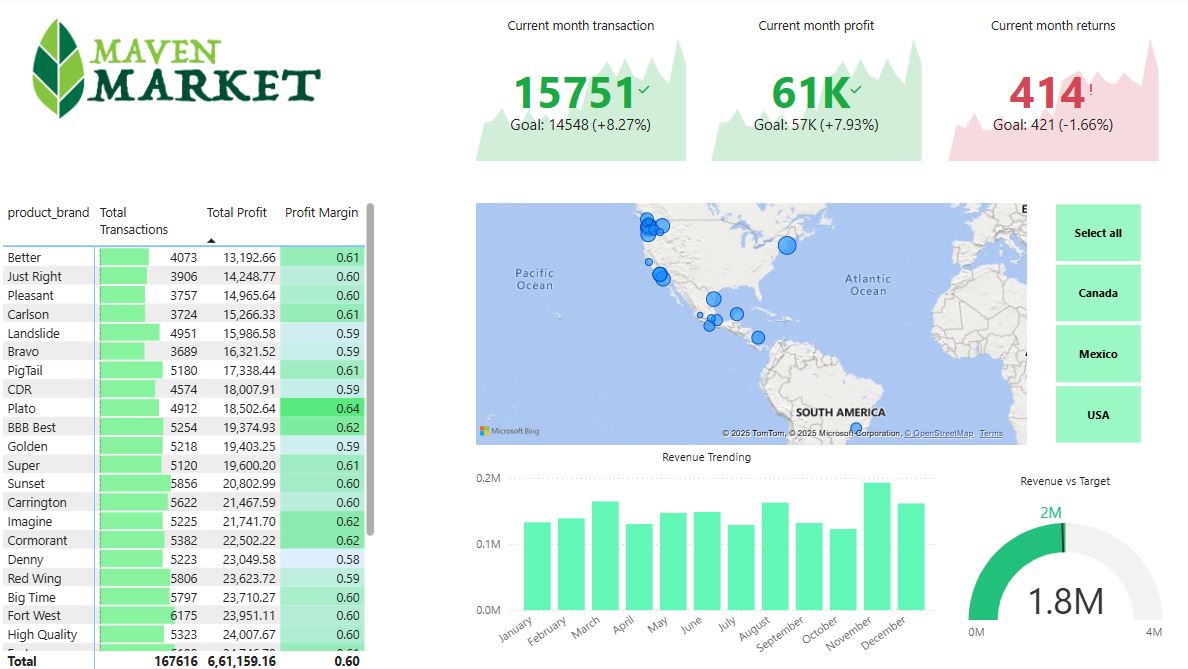 MAVEN
MARKET
Current month transaction
15751
Goal: 14548 (+8.27%)
Current month profit
61K
Goal: 57K (+7.93%)
Current month returns
414!
Goal: 421 (-1.66%)
product_brand Total Transactions Total Profit Profit Margin
Better 4073 13,192.66 0.61
Just Right 3906 14,248.77 0.60
Pleasant 3757 14,965.64 0.60
Carlson 3724 15,266.33 0.61
Landslide 4951 15,986.58 0.59
Bravo 3689 16,321.52 0.59
PigTail 5180 17,338.44 0.61
CDR 4574 18,007.91 0.59
Plato 4912 18,502.64 0.64
BBB Best 5254 19,374.93 0.62
Golden 5218 19,403.25 0.59
Super 5120 19,600.20 0.61
Sunset 5856 20,802.99 0.60
Carrington 5622 21,467.59 0.60
Imagine 5225 21,741.70 0.62
Cormorant 5382 22,502.22 0.62
Denny 5223 23,049.58 0.58
Red Wing 5806 23,623.72 0.59
Big Time 5797 23,710.27 0.60
Fort West 6175 23,951.11 0.60
High Quality 5323 24,007.67 0.60
Total 167616 6,61,159.16 0.60
Pacific
Ocean
Atlantic
Ocean
SOUTH AMERICA
Microsoft Bing
© 2025 TomTom, © 2025 Microsoft Corporation, © OpenStreetMap Terms
Select all
Canada
Mexico
USA
Revenue Trending
0.2M
0.1M
0.0M
January
February
March
April
May
June
July
August
September
October
November
December
Revenue vs Target
2M
1.8M
0M
4M